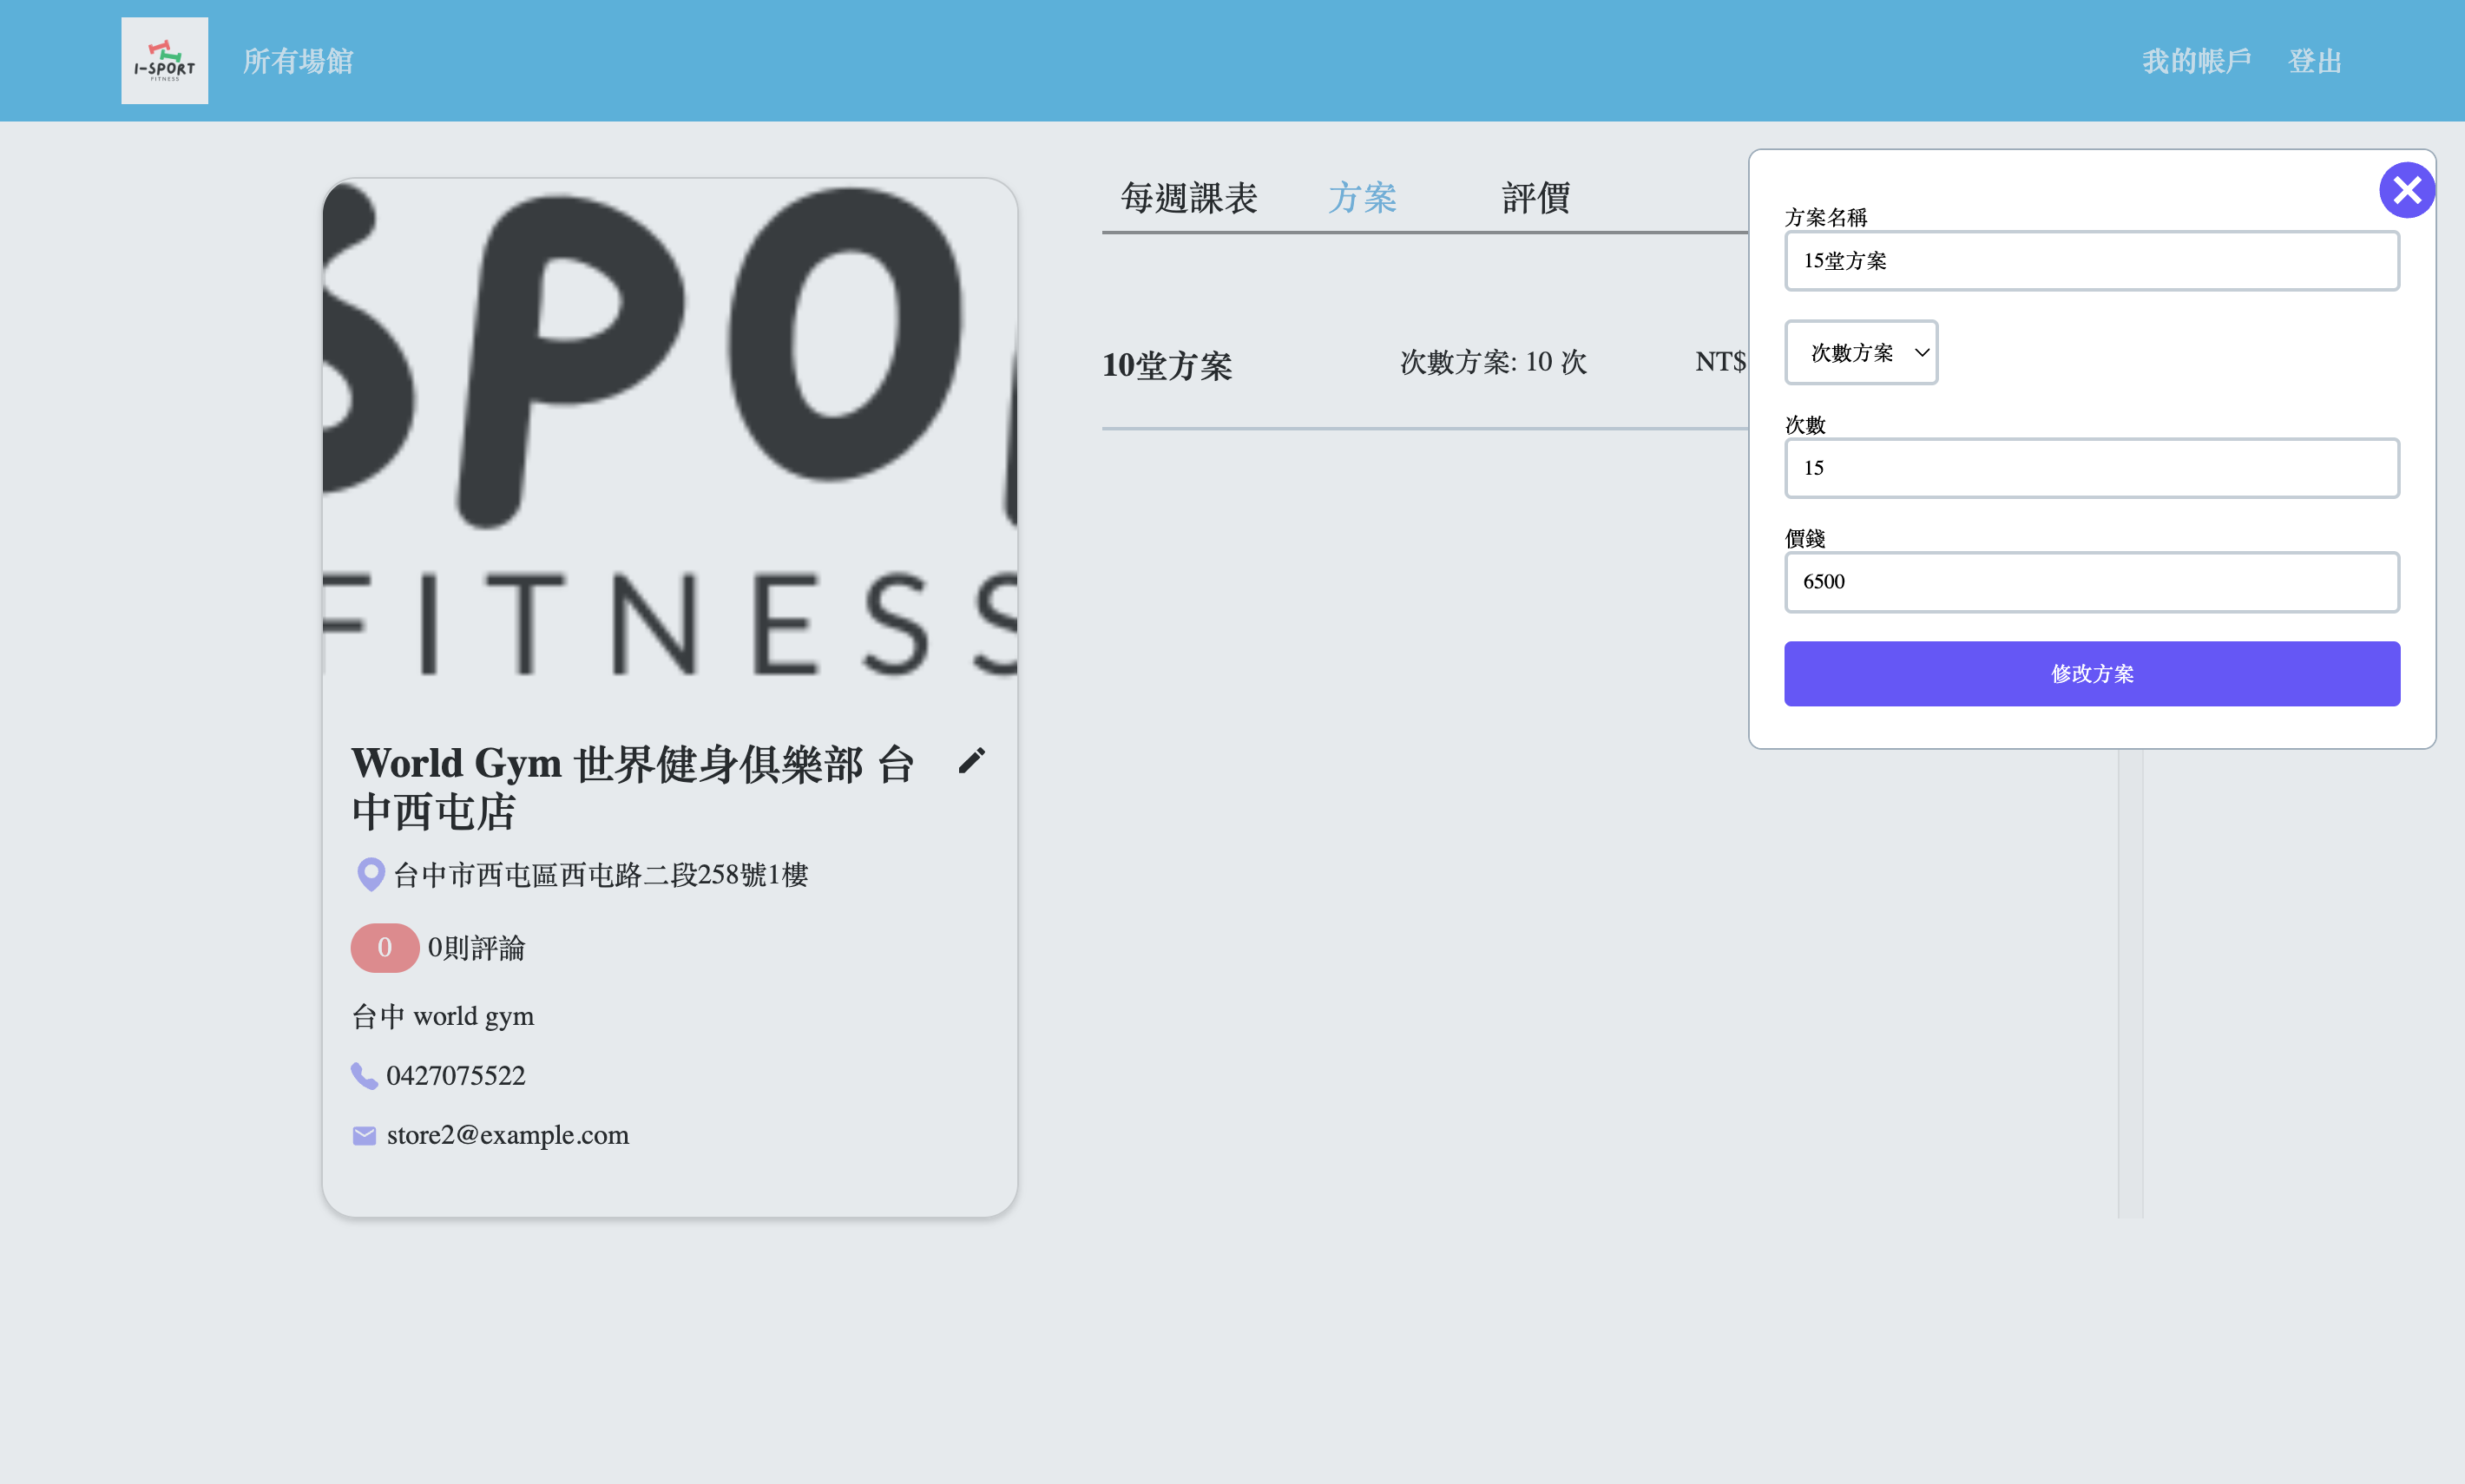 I-SPORT
FITNESS
所有場館
我的帳戶
登出
SPO
FITNESS
World Gym 世界健身俱樂部 台
中西屯店
台中市西屯區西屯路二段258號1樓
0
0則評論
台中 world gym
0427075522
store2@example.com
每週課表
方案
評價
10堂方案
次數方案: 10 次
NT$
方案名稱
15堂方案
次數方案
次數
15
價錢
6500
修改方案